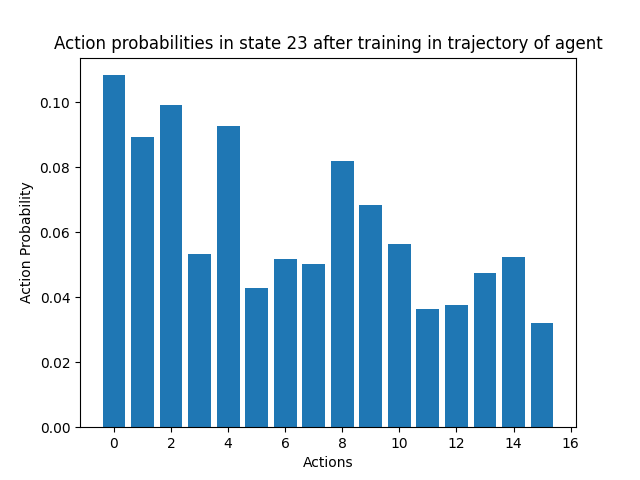 Action probabilities in state 23 after training in trajectory of agent
0.10
0.08
0.06
0.04
0.02
0.00
Action Probability
0 2 4 6 8 10 12 14 16
Actions